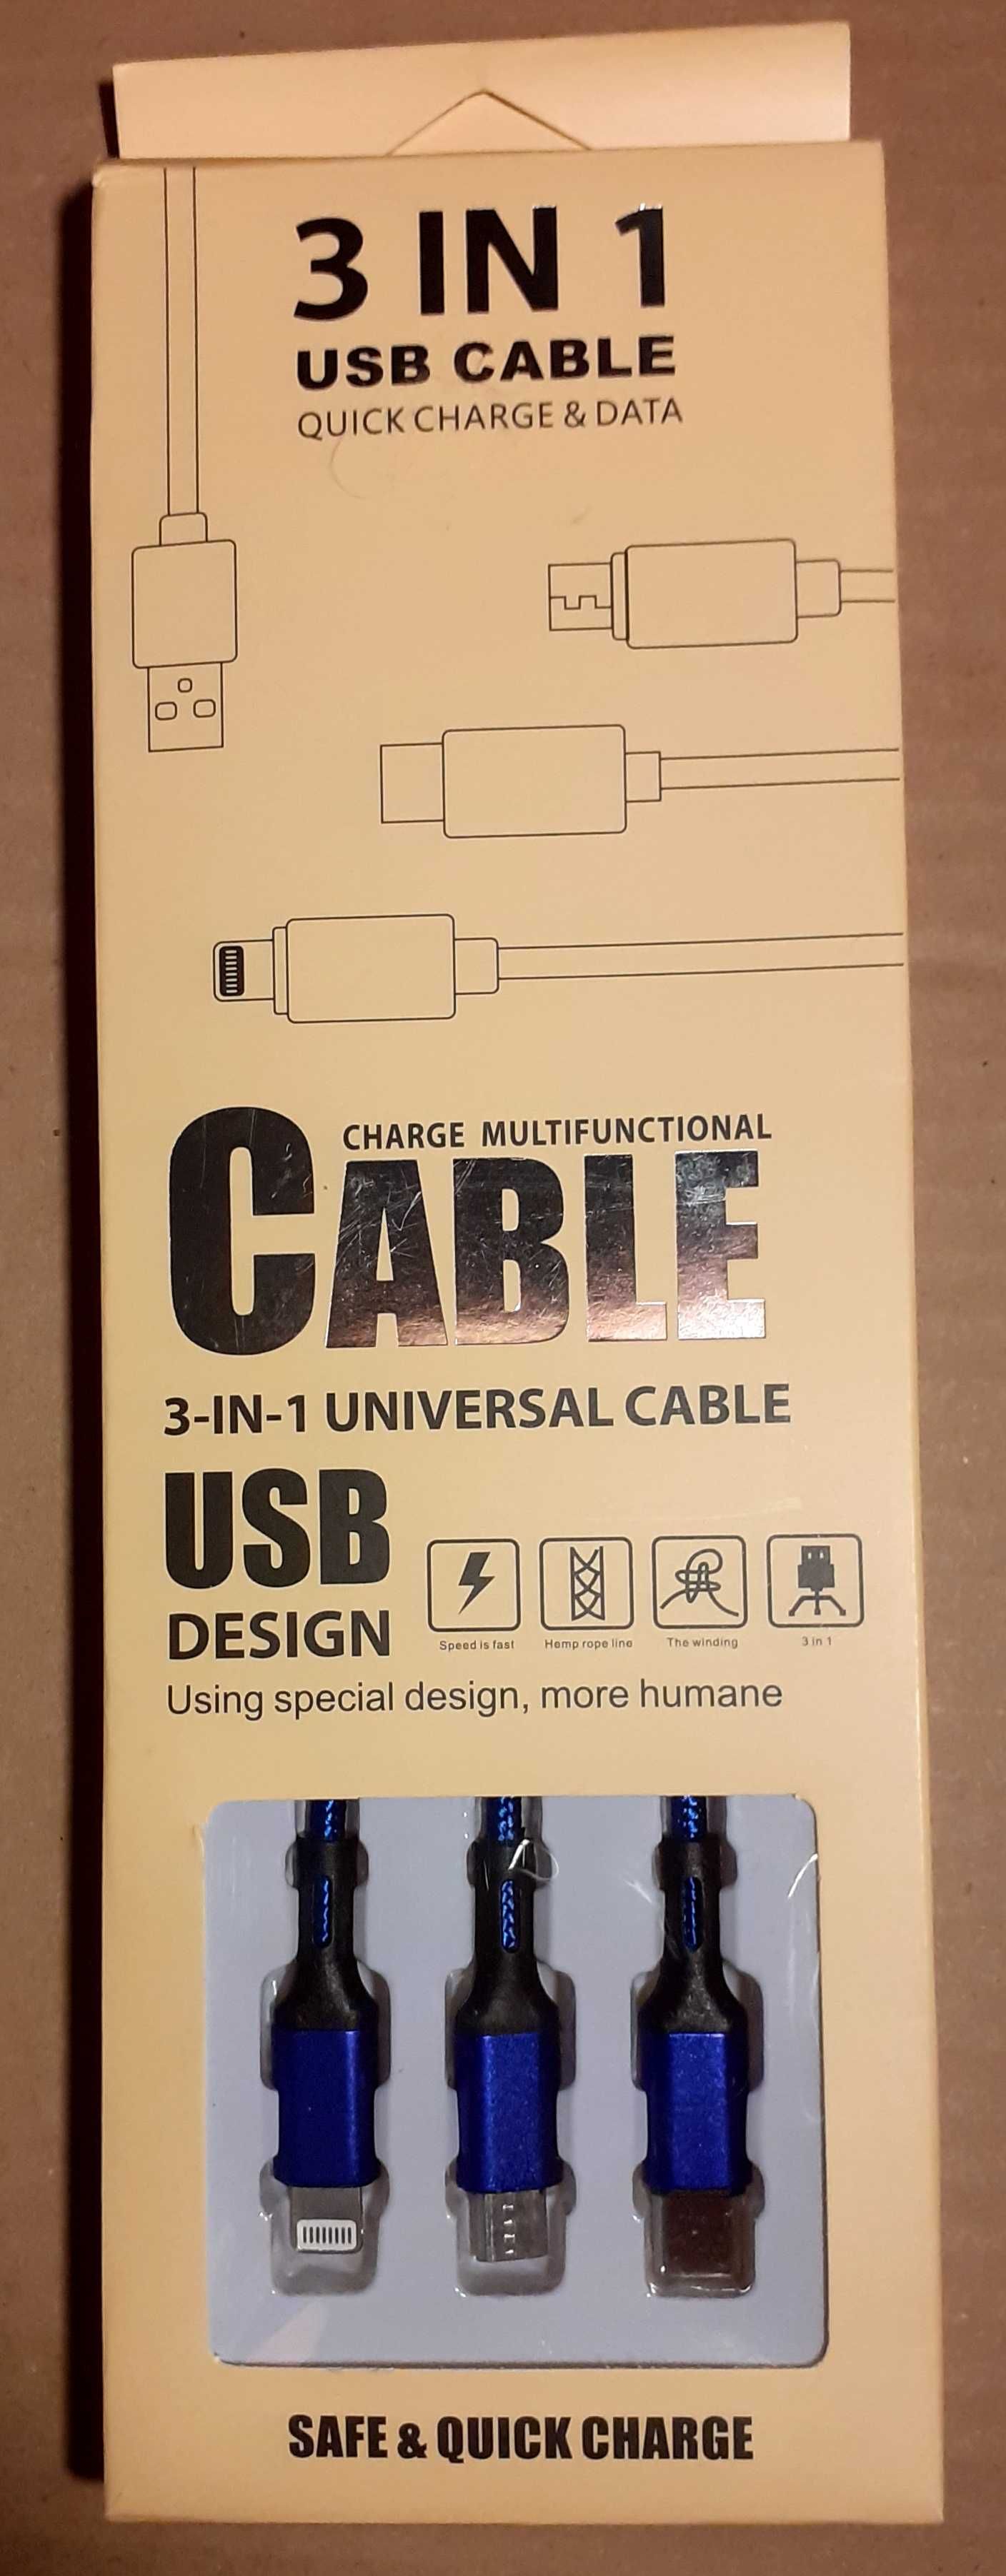 3 IN 1
USB CABLE
QUICK CHARGE & DATA
CHARGE MULTIFUNCTIONAL
CABLE
3-IN-1 UNIVERSAL CABLE
USB
DESIGN
Speed is fast
Hemp rope line
The winding
3 in 1
Using special design, more humane
SAFE & QUICK CHARGE